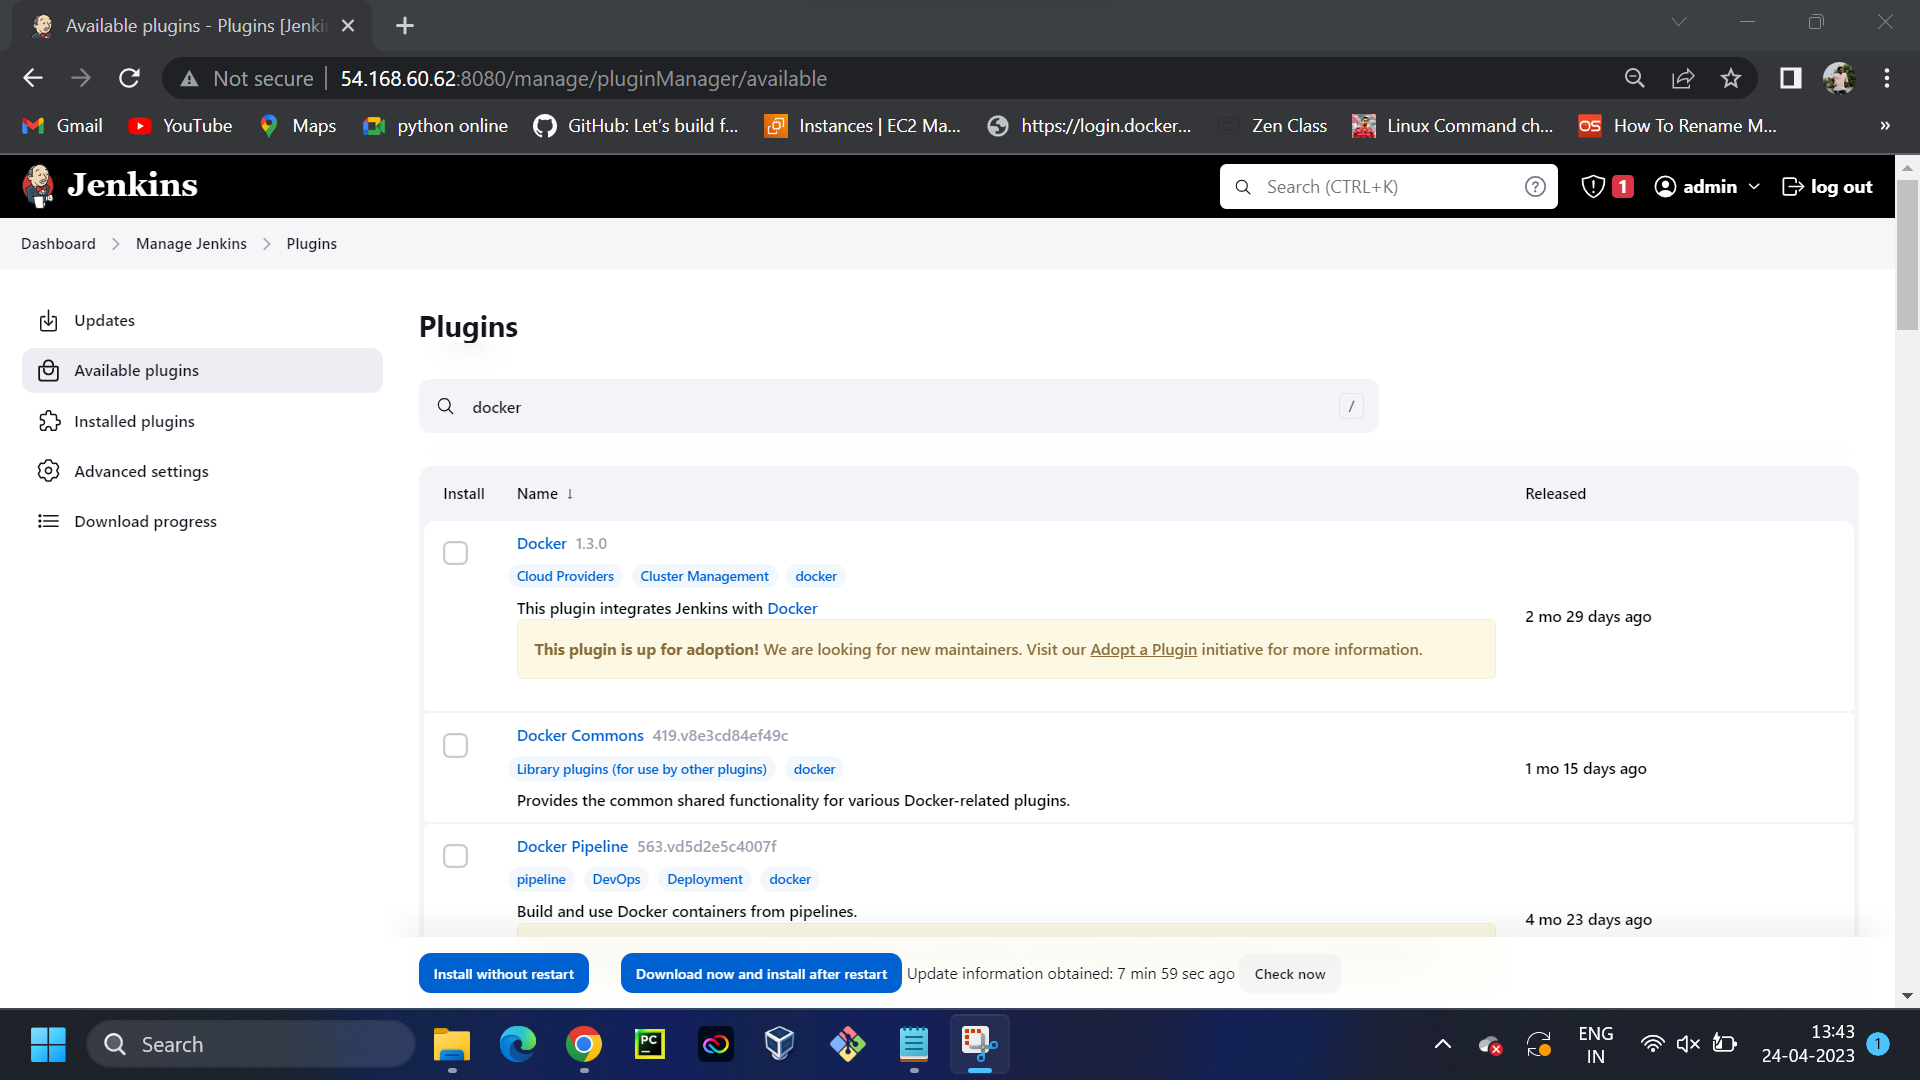 Available plugins - Plugins [Jenki
Not secure | 54.168.60.62:8080/manage/pluginManager/available
Gmail YouTube Maps python online GitHub: Let's build f... Instances | EC2 Ma... https://login.docker... Zen Class Linux Command ch... OS How To Rename M... »
Jenkins Search (CTRL+K) ? 1 admin log out
Dashboard Manage Jenkins Plugins
Updates
Available plugins
Installed plugins
Advanced settings
Download progress
Plugins
docker /
Install Name ↓ Released
Docker 1.3.0
Cloud Providers Cluster Management docker
This plugin integrates Jenkins with Docker
2 mo 29 days ago
This plugin is up for adoption! We are looking for new maintainers. Visit our Adopt a Plugin initiative for more information.
Docker Commons 419.v8e3cd84ef49c
Library plugins (for use by other plugins) docker
1 mo 15 days ago
Provides the common shared functionality for various Docker-related plugins.
Docker Pipeline 563.vd5d2e5c4007f
pipeline DevOps Deployment docker
Build and use Docker containers from pipelines.
4 mo 23 days ago
Install without restart Download now and install after restart Update information obtained: 7 min 59 sec ago Check now
Search PC ENG 13:43
IN 24-04-2023 1